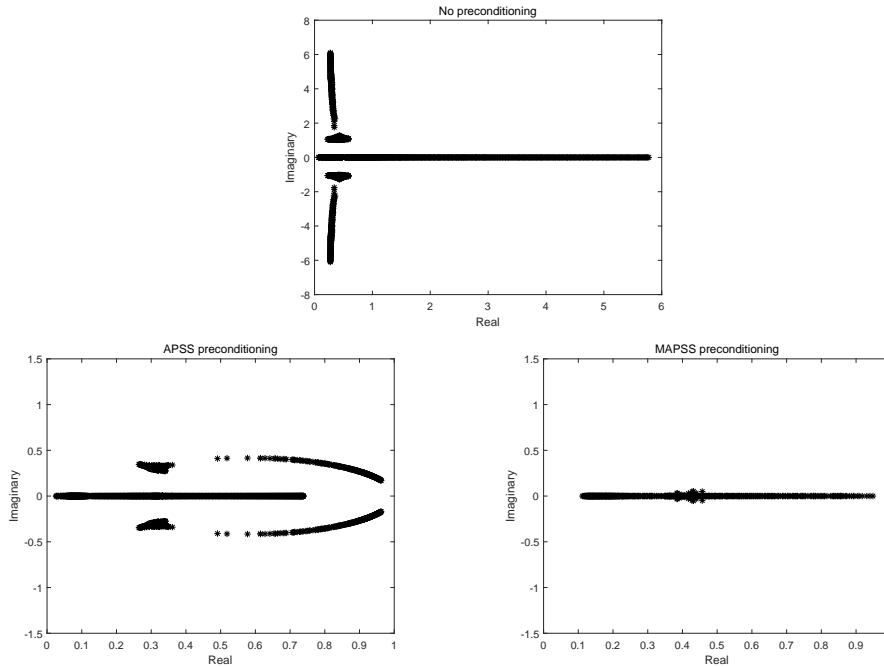 No preconditioning
8
6
4
2
0
-2
-4
-6
-8
Imaginary
0 1 2 3 4 5 6
Real
APSS preconditioning
1.5
1
0.5
0
-0.5
-1
-1.5
Imaginary
0 0.1 0.2 0.3 0.4 0.5 0.6 0.7 0.8 0.9 1
Real
MAPSS preconditioning
1.5
1
0.5
0
-0.5
-1
-1.5
Imaginary
0 0.1 0.2 0.3 0.4 0.5 0.6 0.7 0.8 0.9
Real